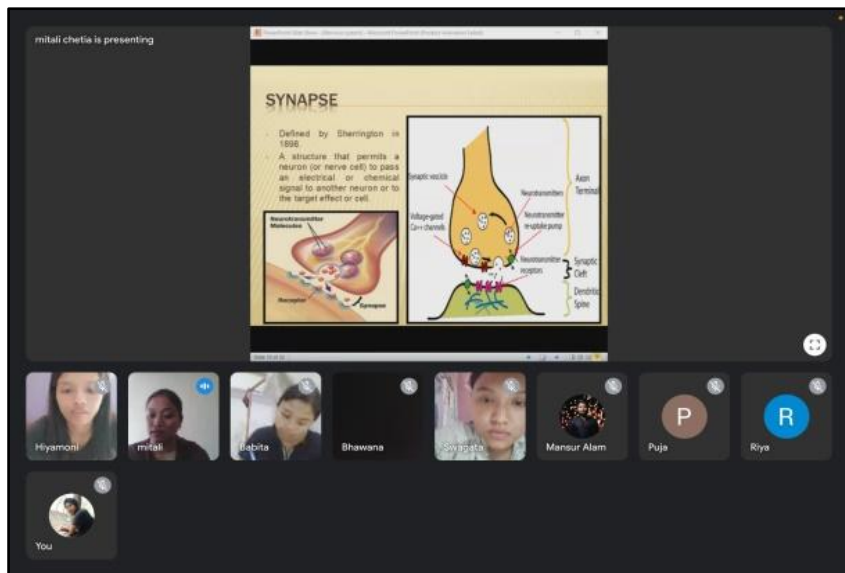 mitali chetia is presenting
SYNAPSE
Defined by Sherrington in
1898.
A structure that permits a
neuron (or nerve cell) to pass
an electrical or chemical
signal to another neuron or to
the target effect or cell.
Neurotransmitter
Molecules
Receptor
Synapse
Synaptic vescicle
Voltage-gated
Ca++ channels
Neurotransmitters
Neurotransmitter
re-uptake pump
Neurotransmitter
receptors
Axon
Terminal
Synaptic
Cleft
Dendritic
Spine
Hiyamoni
mitali
Babita
Bhawana
Swagata
Mansur Alam
P
Puja
R
Riya
You